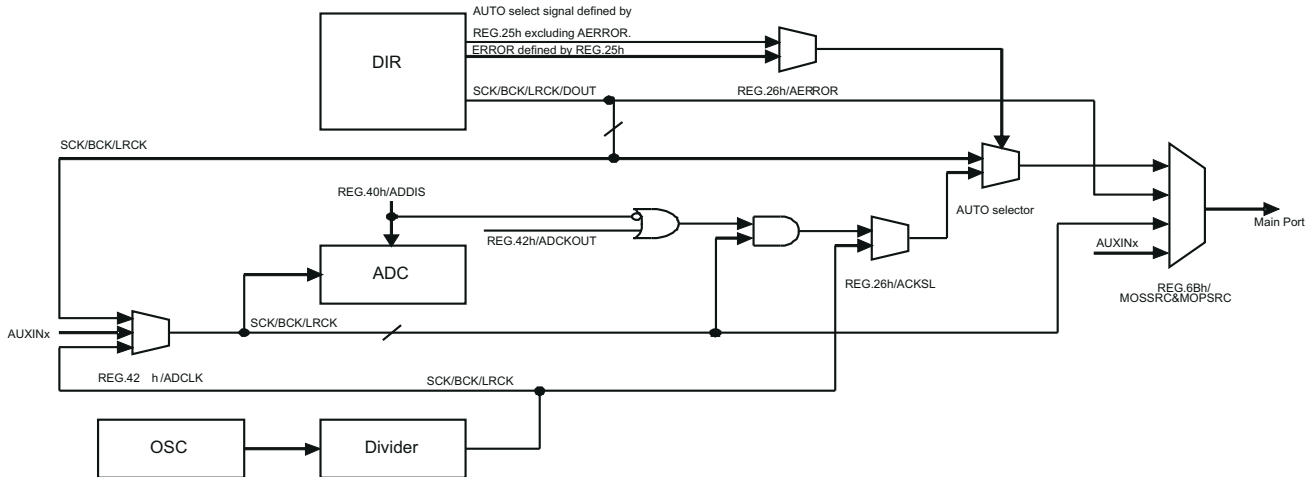 AUTO select signal defined by
REG.25h excluding AERROR.
ERROR defined by REG.25h
DIR
SCK/BCK/LRCK/DOUT
REG.26h/AERROR
SCK/BCK/LRCK
REG.40h/ADDIS
AUTO selector
Main Port
REG.42h/ADCKOUT
AUXINx
ADC
REG.26h/ACKSL
REG.6Bh/
MOSSRC&MOPSRC
SCK/BCK/LRCK
AUXINx
REG.42 h/ADCLK
SCK/BCK/LRCK
OSC
Divider